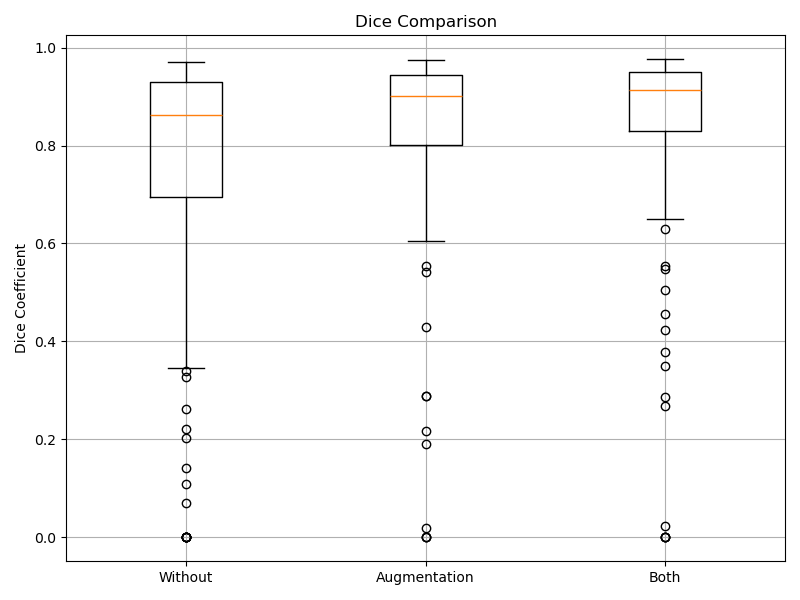 Dice Comparison
Dice Coefficient
1.0
0.8
0.6
0.4
0.2
0.0
Without
Augmentation
Both